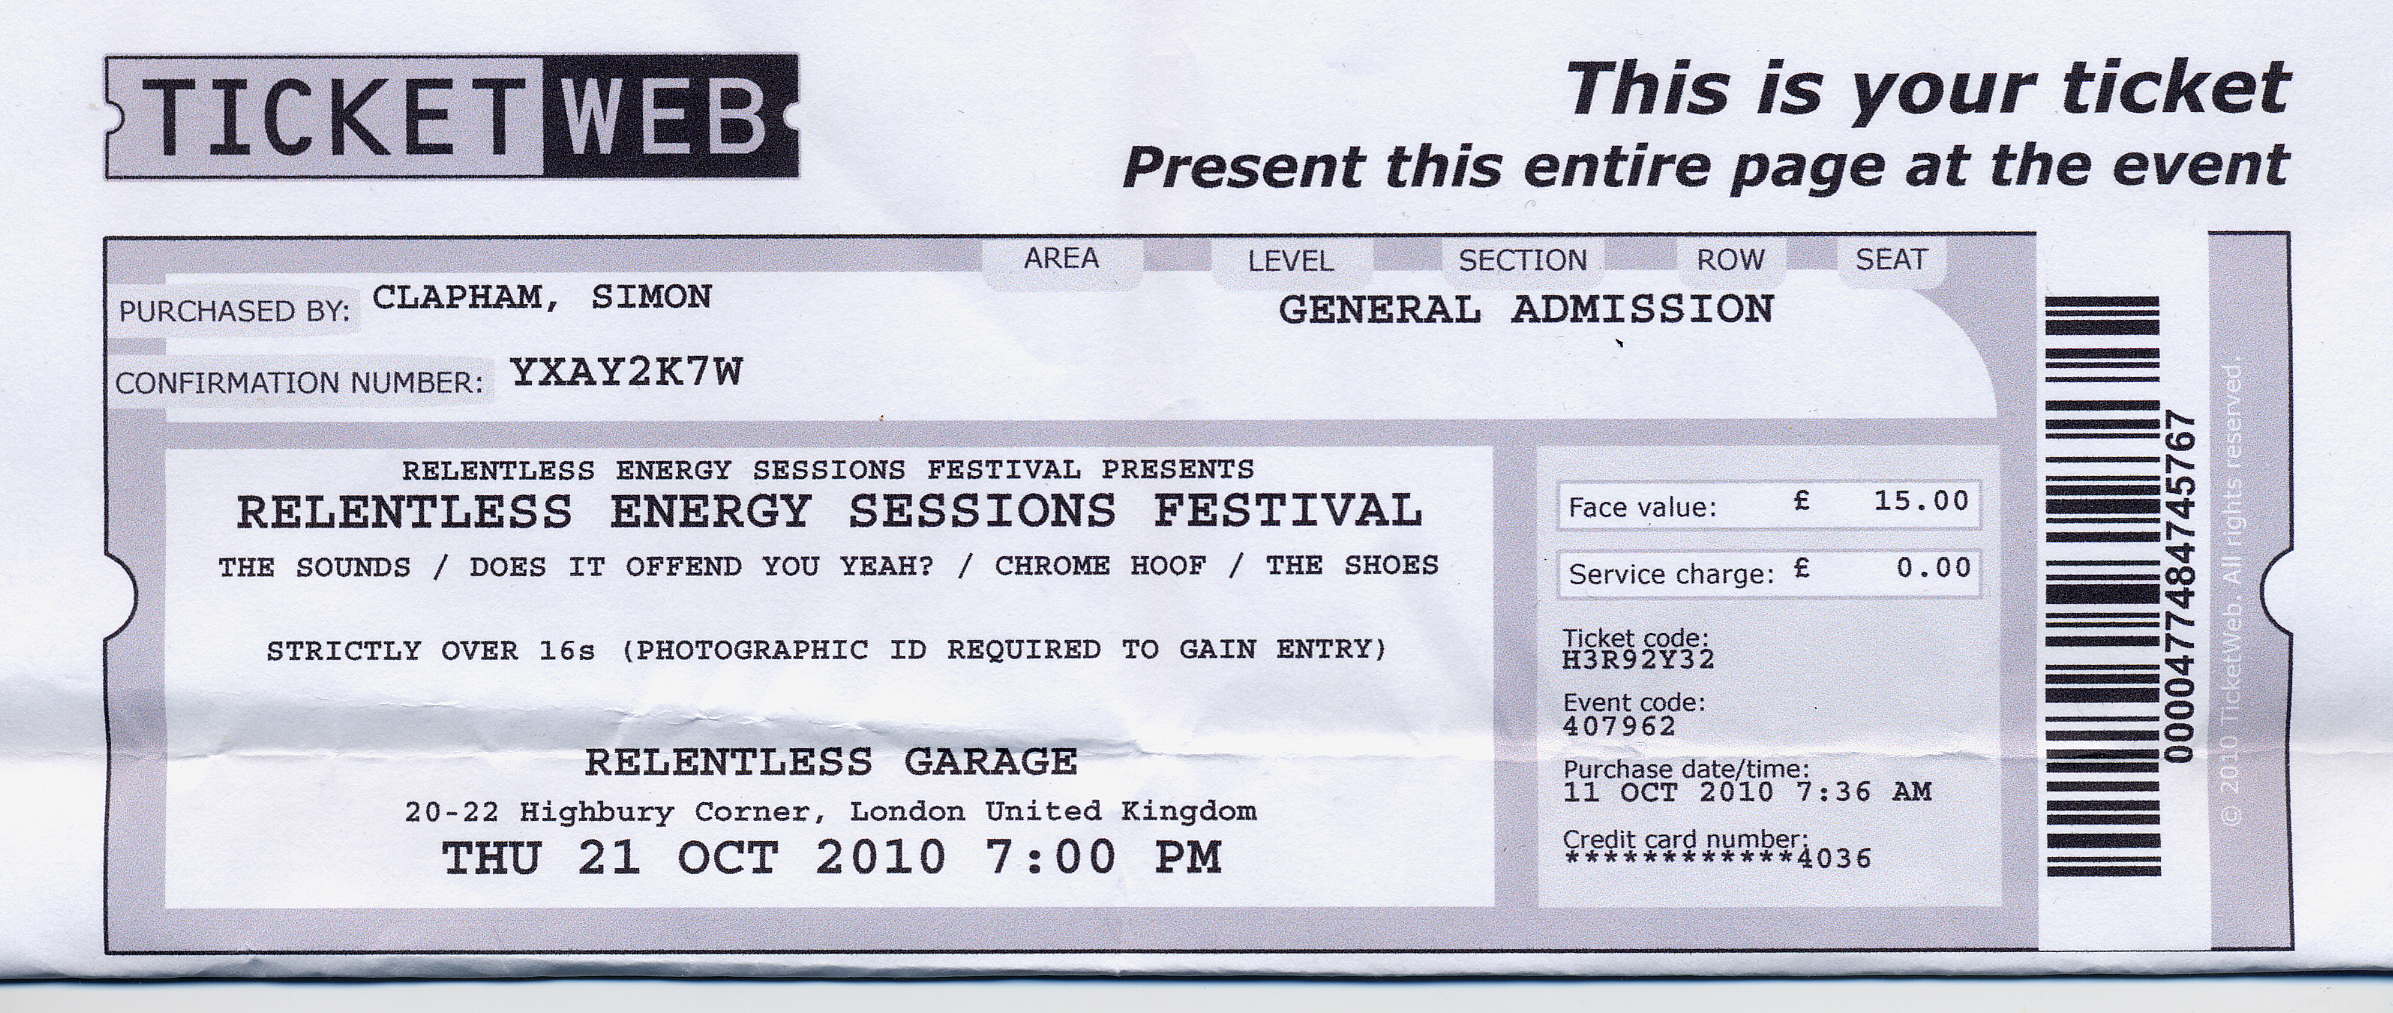 TICKETWEB
This is your ticket
Present this entire page at the event
AREA LEVEL SECTION ROW SEAT
PURCHASED BY: CLAPHAM, SIMON
GENERAL ADMISSION
CONFIRMATION NUMBER: YXAY2K7W
RELENTLESS ENERGY SESSIONS FESTIVAL PRESENTS
RELENTLESS ENERGY SESSIONS FESTIVAL
THE SOUNDS / DOES IT OFFEND YOU YEAH? / CHROME HOOF / THE SHOES
STRICTLY OVER 16s (PHOTOGRAPHIC ID REQUIRED TO GAIN ENTRY)
RELENTLESS GARAGE
20-22 Highbury Corner, London United Kingdom
THU 21 OCT 2010 7:00 PM
Face value: £ 15.00
Service charge: £ 0.00
Ticket code:
H3R92Y32
Event code:
407962
Purchase date/time:
11 OCT 2010 7:36 AM
Credit card number:
************4036
0000477484745767
© 2010 TicketWeb. All rights reserved.